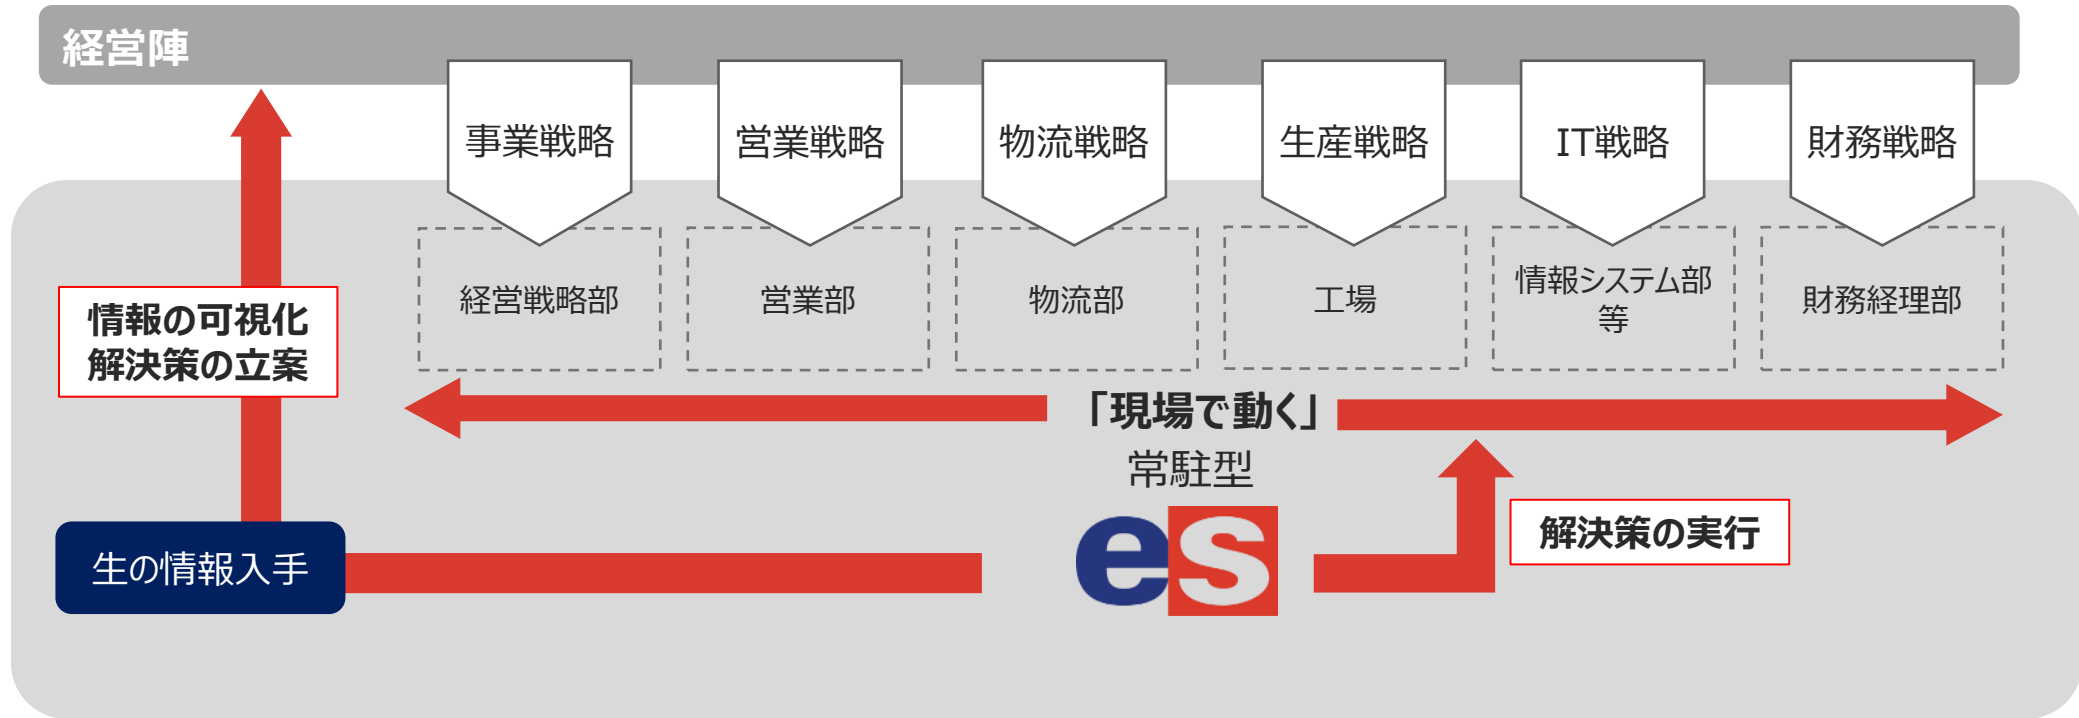 経営陣
事業戦略
営業戦略
物流戦略
生産戦略
IT戦略
財務戦略
経営戦略部
営業部
物流部
工場
情報システム部
等
財務経理部
情報の可視化
解決策の立案
「現場で動く」
常駐型
es
解決策の実行
生の情報入手